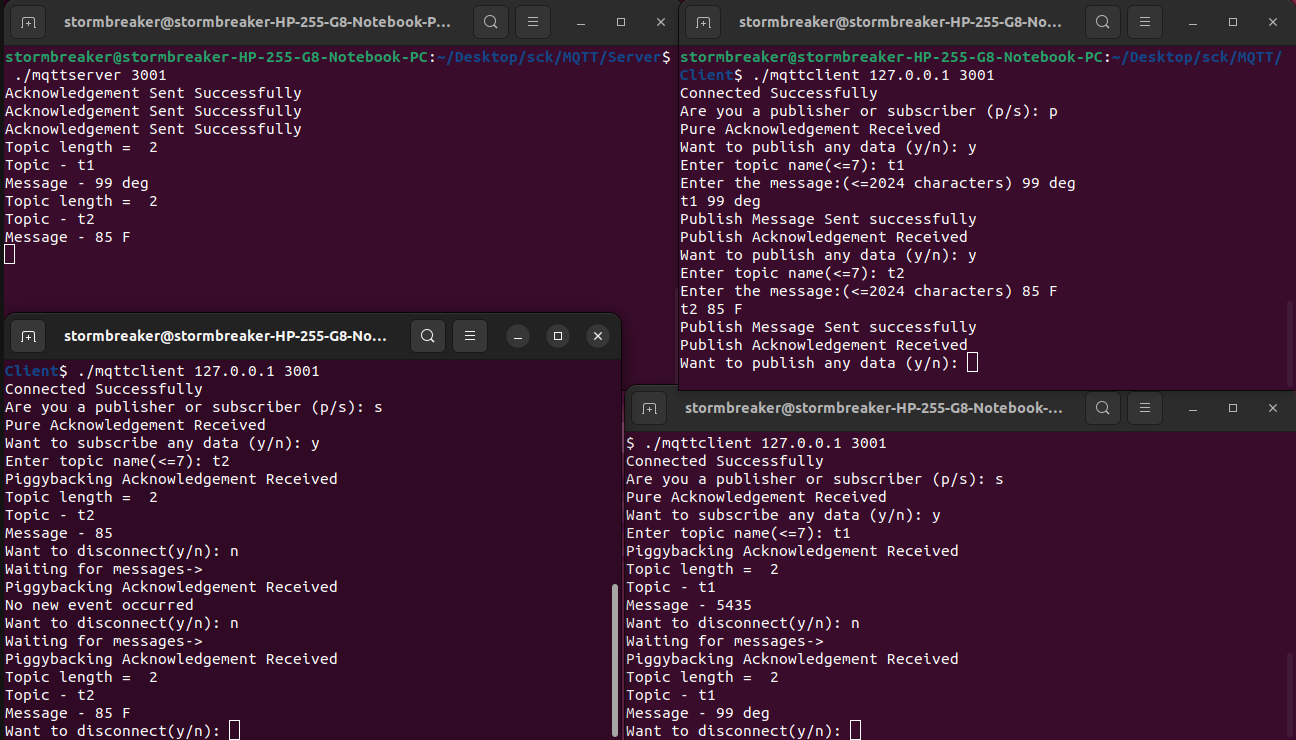 stormbreaker@stormbreaker-HP-255-G8-Notebook-P...
stormbreaker@stormbreaker-HP-255-G8-Notebook-PC:~/Desktop/sck/MQTT/Server$
./mqttserver 3001
Acknowledgement Sent Successfully
Acknowledgement Sent Successfully
Acknowledgement Sent Successfully
Topic length =  2
Topic - t1
Message - 99 deg
Topic length =  2
Topic - t2
Message - 85 F
stormbreaker@stormbreaker-HP-255-G8-No...
stormbreaker@stormbreaker-HP-255-G8-Notebook-PC:~/Desktop/sck/MQTT/
Client$ ./mqttclient 127.0.0.1 3001
Connected Successfully
Are you a publisher or subscriber (p/s): p
Pure Acknowledgement Received
Want to publish any data (y/n): y
Enter topic name(<=7): t1
Enter the message:(<=2024 characters) 99 deg
t1 99 deg
Publish Message Sent successfully
Publish Acknowledgement Received
Want to publish any data (y/n): y
Enter topic name(<=7): t2
Enter the message:(<=2024 characters) 85 F
t2 85 F
Publish Message Sent successfully
Publish Acknowledgement Received
Want to publish any data (y/n):
stormbreaker@stormbreaker-HP-255-G8-No...
Client$ ./mqttclient 127.0.0.1 3001
Connected Successfully
Are you a publisher or subscriber (p/s): s
Pure Acknowledgement Received
Want to subscribe any data (y/n): y
Enter topic name(<=7): t2
Piggybacking Acknowledgement Received
Topic length =  2
Topic - t2
Message - 85
Want to disconnect(y/n): n
Waiting for messages->
Piggybacking Acknowledgement Received
No new event occurred
Want to disconnect(y/n): n
Waiting for messages->
Piggybacking Acknowledgement Received
Topic length =  2
Topic - t2
Message - 85 F
Want to disconnect(y/n):
stormbreaker@stormbreaker-HP-255-G8-Notebook-...
$ ./mqttclient 127.0.0.1 3001
Connected Successfully
Are you a publisher or subscriber (p/s): s
Pure Acknowledgement Received
Want to subscribe any data (y/n): y
Enter topic name(<=7): t1
Piggybacking Acknowledgement Received
Topic length =  2
Topic - t1
Message - 5435
Want to disconnect(y/n): n
Waiting for messages->
Piggybacking Acknowledgement Received
Topic length =  2
Topic - t1
Message - 99 deg
Want to disconnect(y/n):